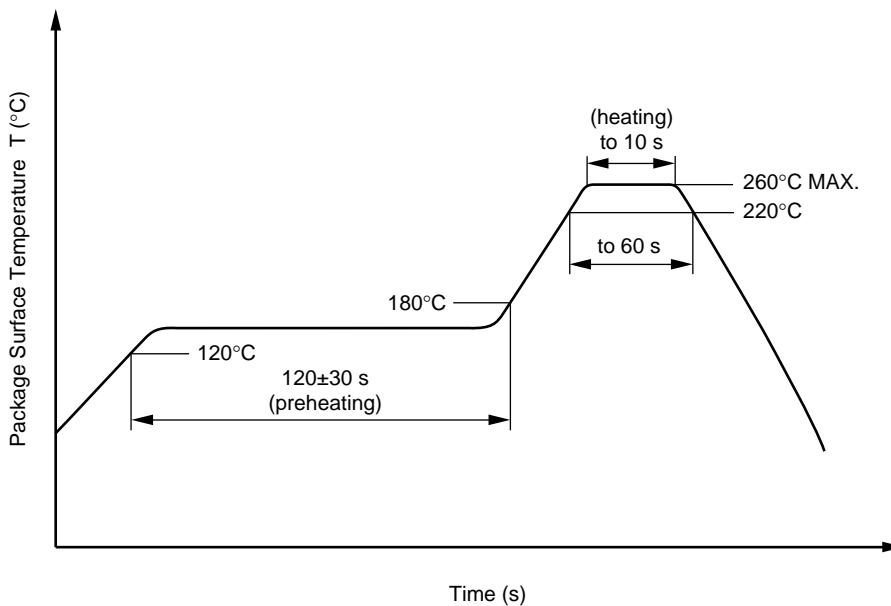 Package Surface Temperature T (°C)
(heating)
to 10 s
260°C MAX.
220°C
to 60 s
180°C
120°C
120±30 s
(preheating)
Time (s)